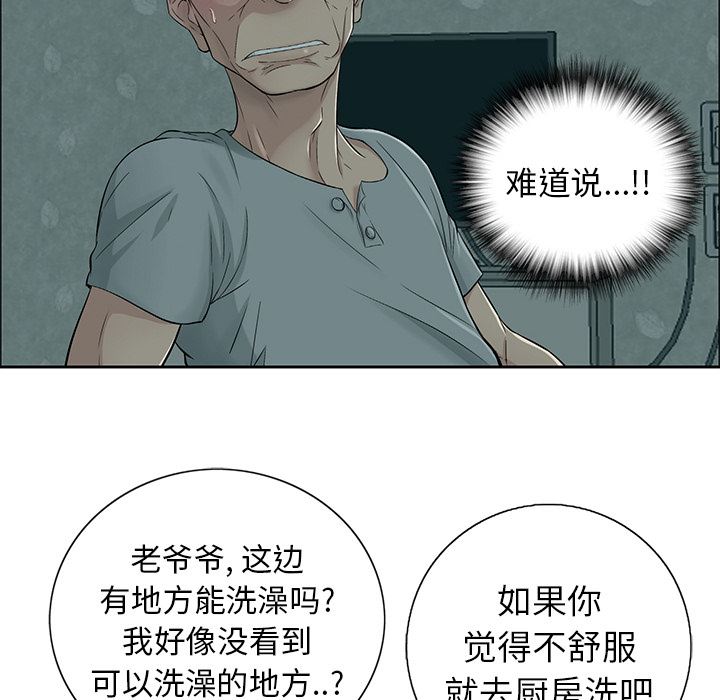 难道说...!!
老爷爷, 这边
有地方能洗澡吗?
我好像没看到
可以洗澡的地方..?
如果你
觉得不舒服
就去厨房洗吧